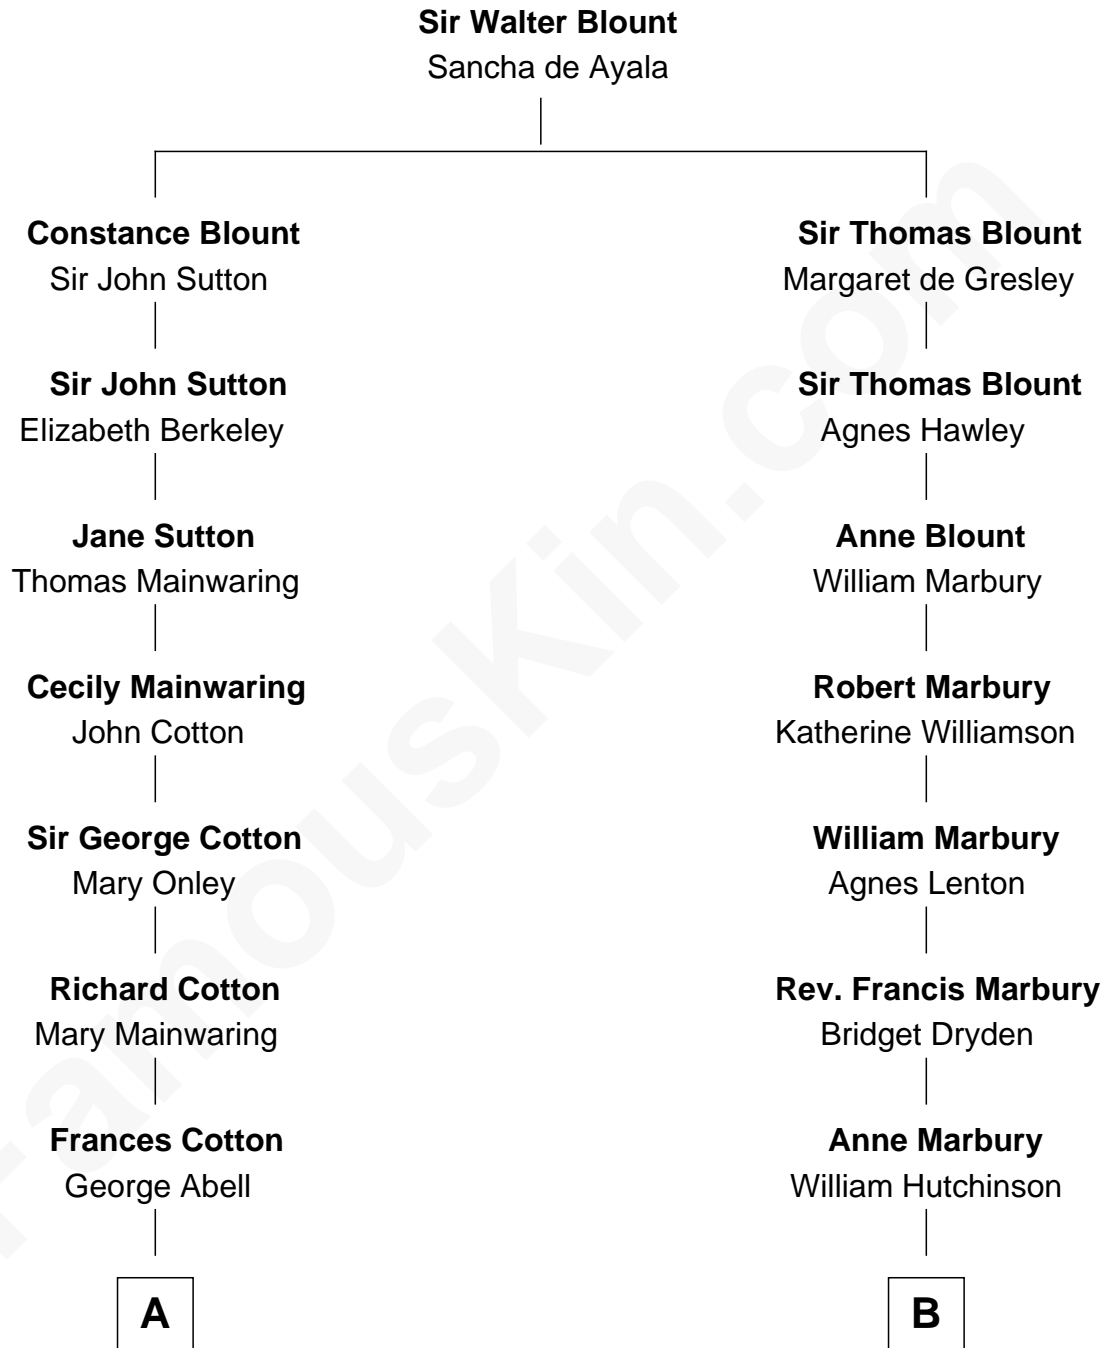 Sir Walter Blount
Sancha de Ayala
Constance Blount
Sir John Sutton
Sir Thomas Blount
Margaret de Gresley
Sir John Sutton
Elizabeth Berkeley
Sir Thomas Blount
Agnes Hawley
Jane Sutton
Thomas Mainwaring
Anne Blount
William Marbury
Cecily Mainwaring
John Cotton
Robert Marbury
Katherine Williamson
Sir George Cotton
Mary Onley
William Marbury
Agnes Lenton
Richard Cotton
Mary Mainwaring
Rev. Francis Marbury
Bridget Dryden
Frances Cotton
George Abell
Anne Marbury
William Hutchinson
A
B
FamousKin.com